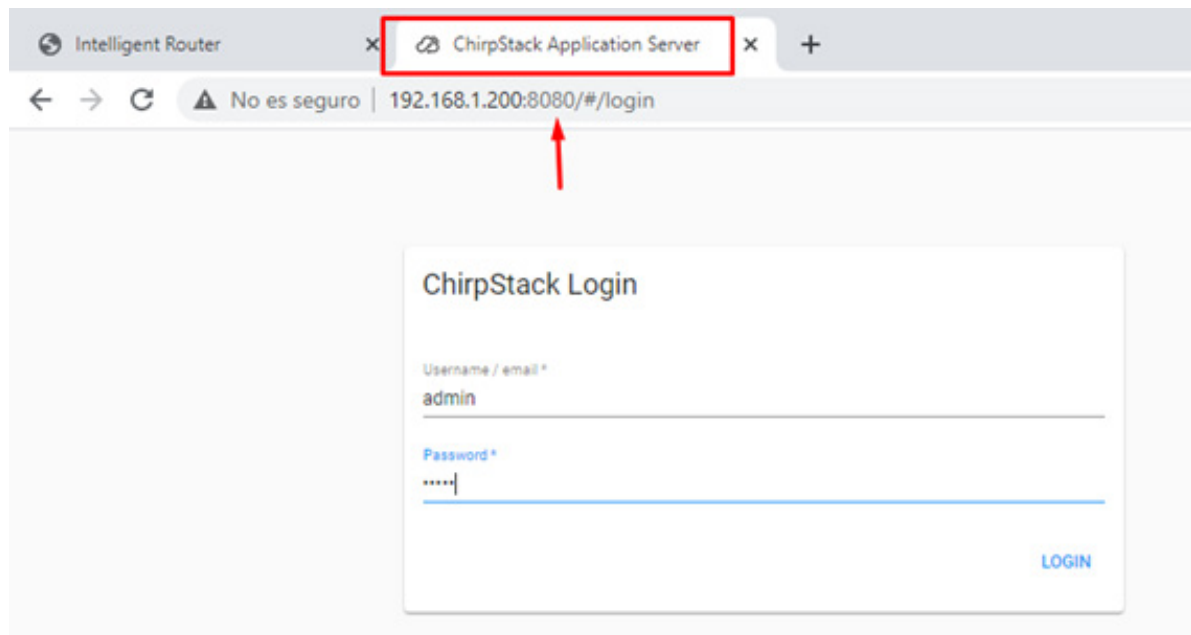 Intelligent Router
ChirpStack Application Server
No es seguro | 192.168.1.200:8080/#/login
ChirpStack Login
Username / email *
admin
Password *
•••••
LOGIN